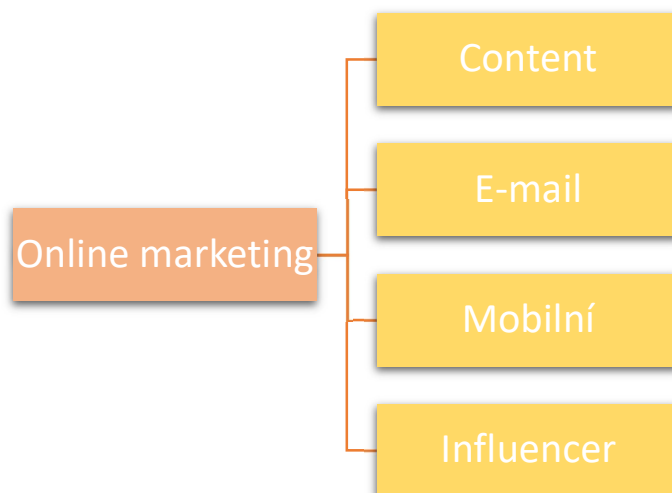 Content
E-mail
Online marketing
Mobilní
Influencer